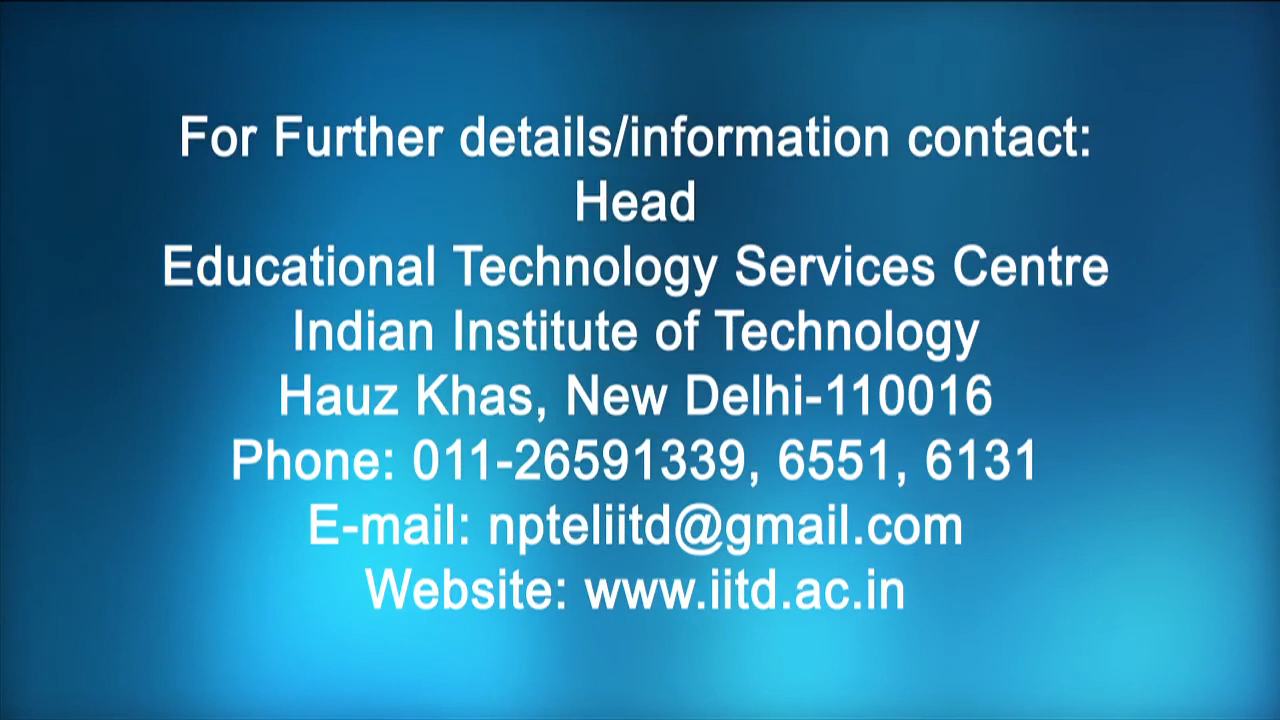 For Further details/information contact:
Head
Educational Technology Services Centre
Indian Institute of Technology
Hauz Khas, New Delhi-110016
Phone: 011-26591339, 6551, 6131
E-mail: npteliitd@gmail.com
Website: www.iitd.ac.in